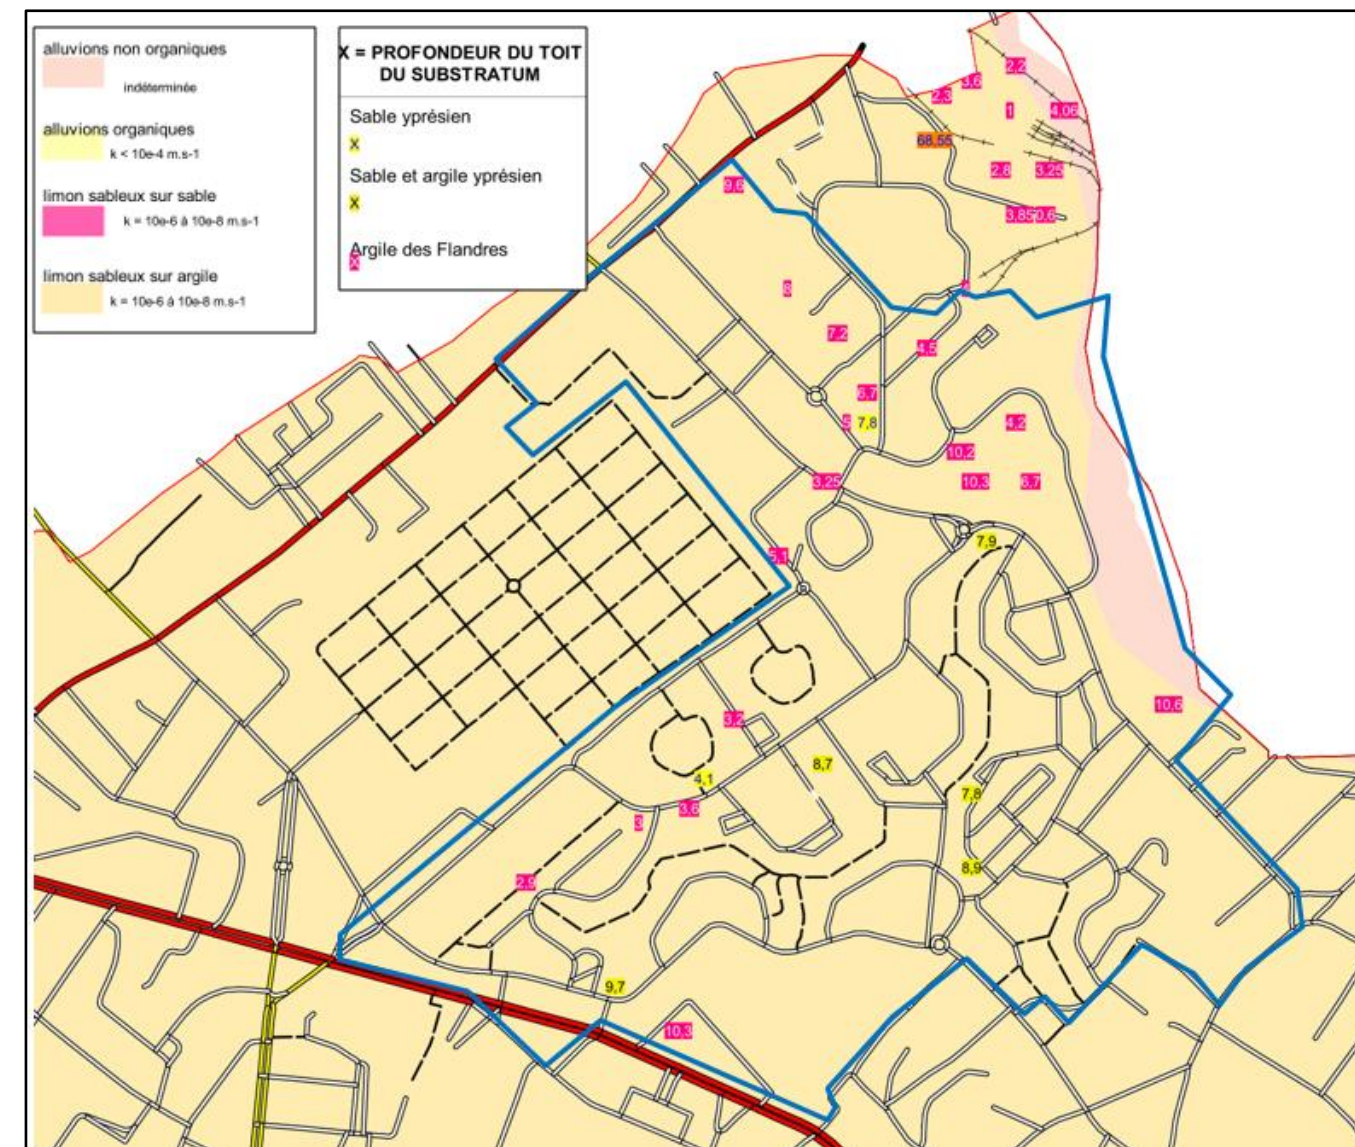 alluvions non organiques
indéterminée
alluvions organiques
k < 10e-4 m.s-1
limon sableux sur sable
k = 10e-6 à 10e-8 m.s-1
limon sableux sur argile
k = 10e-6 à 10e-8 m.s-1
X = PROFONDEUR DU TOIT
DU SUBSTRATUM
Sable yprésien
X
Sable et argile yprésien
X
Argile des Flandres
X
2,2
3,6
2,3
1
4,06
68,55
2,8
3,25
9,6
3,85
0,6
8
7,2
4,5
6,7
5
7,8
4,2
10,2
3,25
10,3
6,7
7,9
5,1
10,6
3,2
8,7
4,1
7,8
3,6
3
8,9
2,9
9,7
10,3